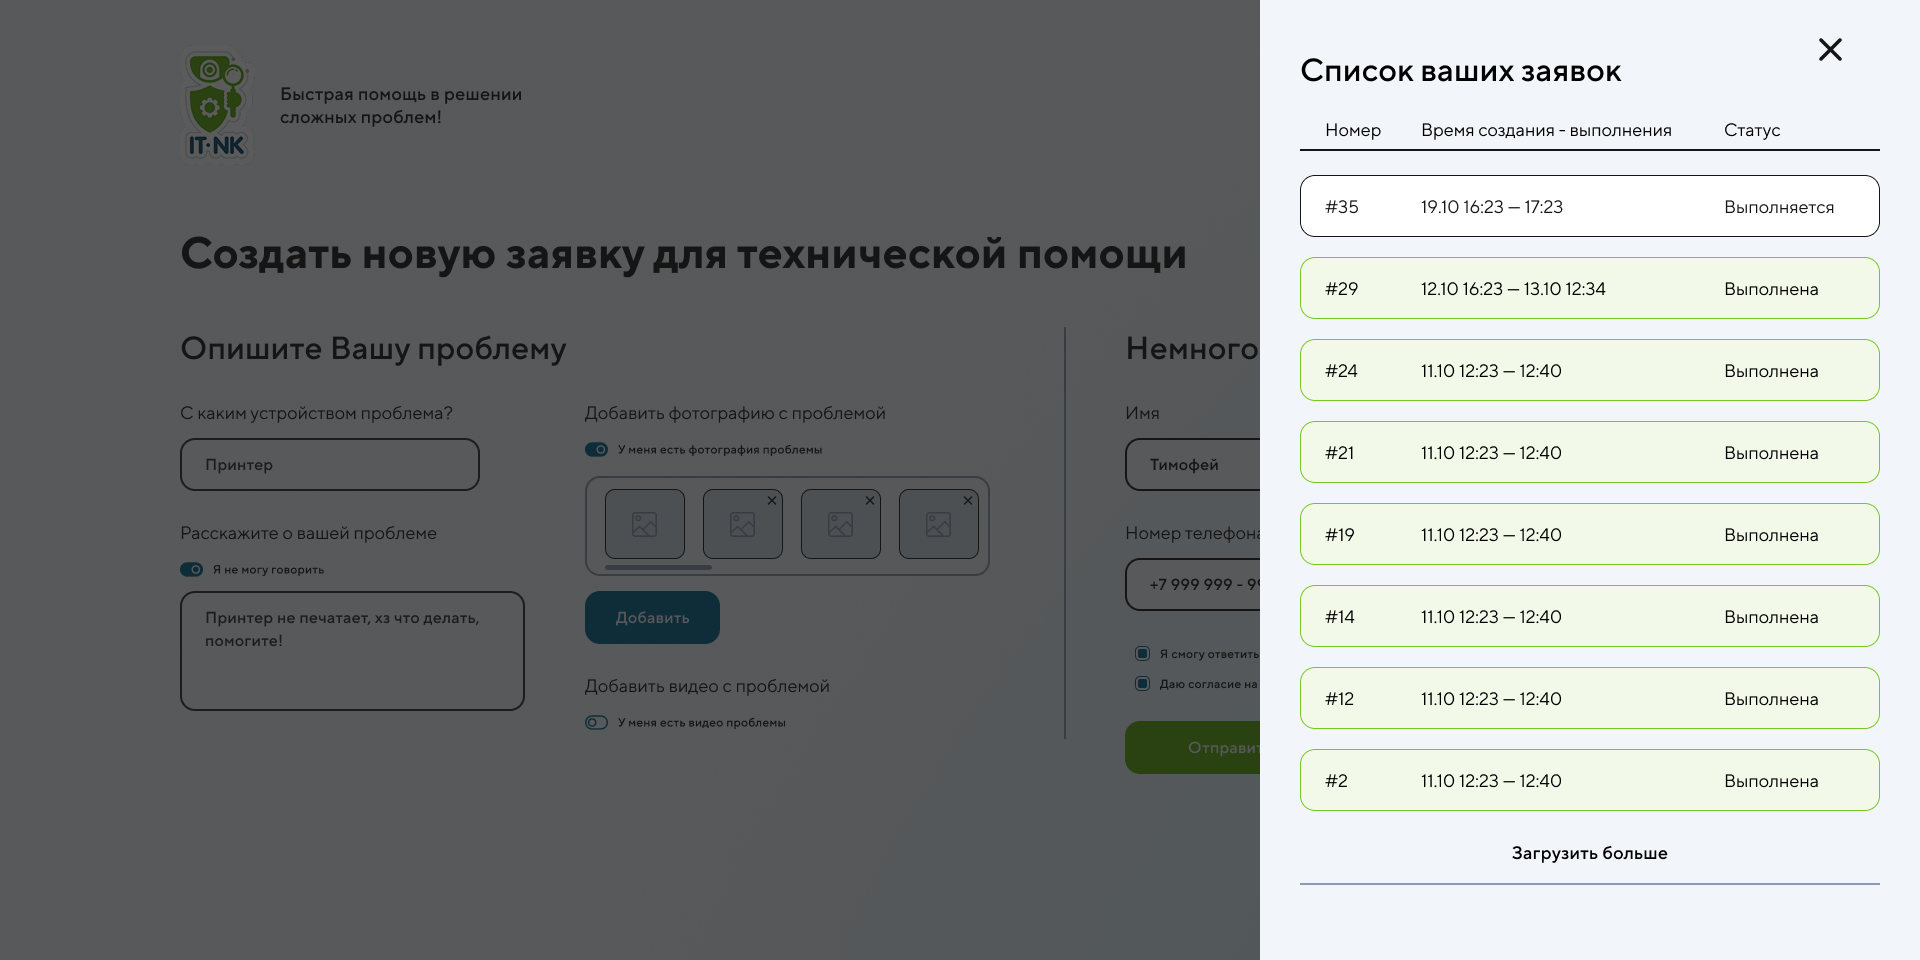 IT·NK
Быстрая помощь в решении
сложных проблем!
Создать новую заявку для технической помощи
Опишите Вашу проблему
С каким устройством проблема?
Принтер
Расскажите о вашей проблеме
Я не могу говорить
Принтер не печатает, хз что делать,
помогите!
Добавить фотографию с проблемой
У меня есть фотография проблемы
Добавить
Добавить видео с проблемой
У меня есть видео проблемы
Немного
Имя
Тимофей
Номер телефона
+7 999 999 - 99
Я смогу ответить
Даю согласие на
Отправит
Список ваших заявок
Номер Время создания - выполнения Статус
#35 19.10 16:23 — 17:23 Выполняется
#29 12.10 16:23 — 13.10 12:34 Выполнена
#24 11.10 12:23 — 12:40 Выполнена
#21 11.10 12:23 — 12:40 Выполнена
#19 11.10 12:23 — 12:40 Выполнена
#14 11.10 12:23 — 12:40 Выполнена
#12 11.10 12:23 — 12:40 Выполнена
#2 11.10 12:23 — 12:40 Выполнена
Загрузить больше